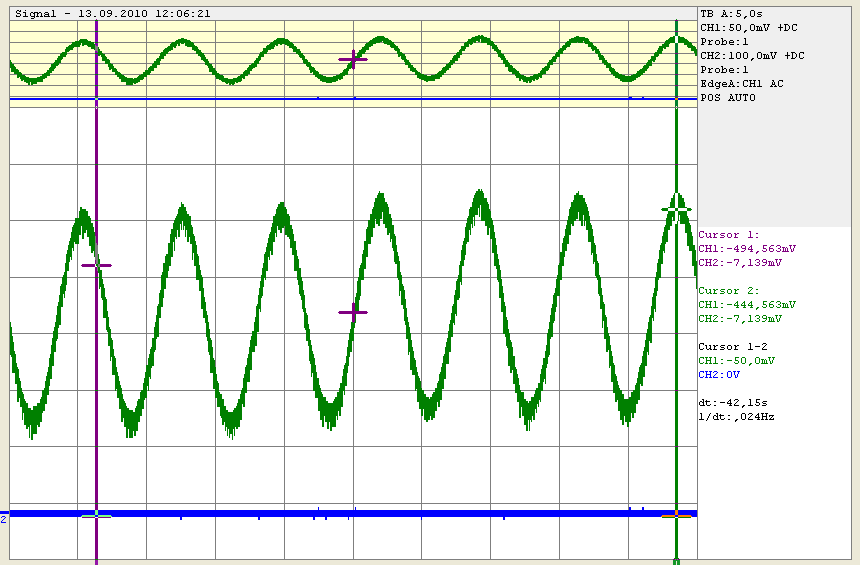 Signal - 13.09.2010 12:06:21
TB A:5,0s
CH1:50,0mV +DC
Probe:1
CH2:100,0mV +DC
Probe:1
EdgeA:CH1 AC
POS AUTO
Cursor 1:
CH1:-494,563mV
CH2:-7,139mV
Cursor 2:
CH1:-444,563mV
CH2:-7,139mV
Cursor 1-2
CH1:-50,0mV
CH2:0V
dt:-42,15s
1/dt:,024Hz
2